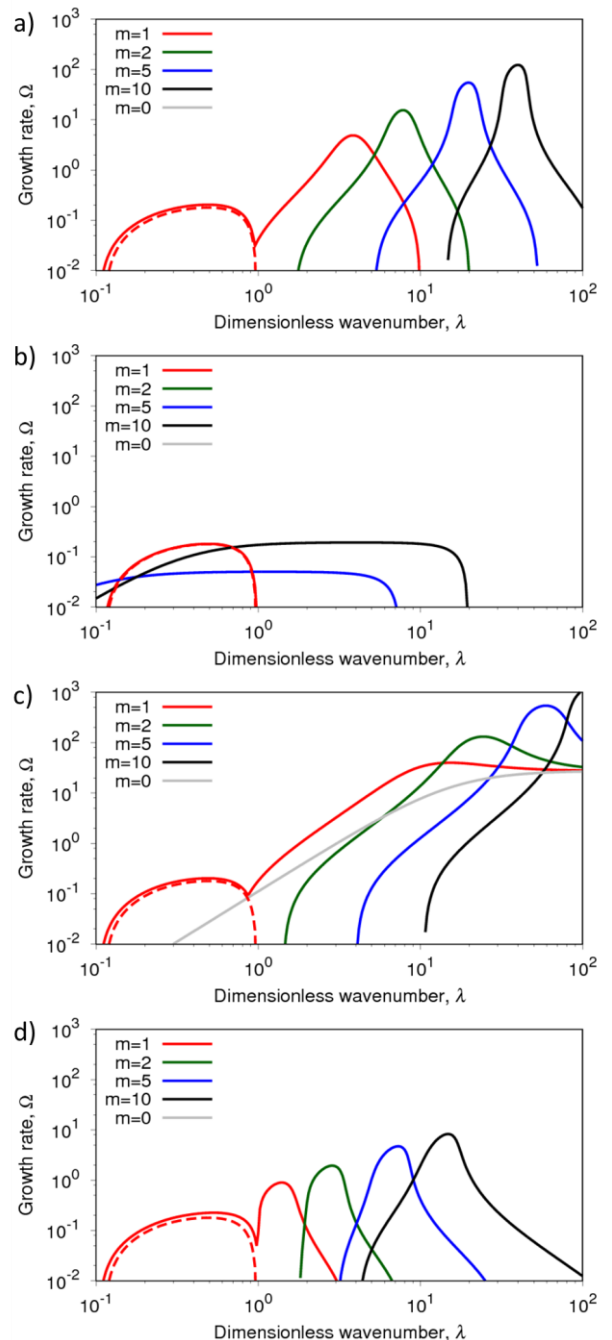 a)
10^3
10^2
10^1
10^0
10^-1
10^-2
Growth rate, Ω
m=1
m=2
m=5
m=10
m=0
10^-1 10^0 10^1 10^2
Dimensionless wavenumber, λ
b)
10^3
10^2
10^1
10^0
10^-1
10^-2
Growth rate, Ω
m=1
m=2
m=5
m=10
m=0
10^-1 10^0 10^1 10^2
Dimensionless wavenumber, λ
c)
10^3
10^2
10^1
10^0
10^-1
10^-2
Growth rate, Ω
m=1
m=2
m=5
m=10
m=0
10^-1 10^0 10^1 10^2
Dimensionless wavenumber, λ
d)
10^3
10^2
10^1
10^0
10^-1
10^-2
Growth rate, Ω
m=1
m=2
m=5
m=10
m=0
10^-1 10^0 10^1 10^2
Dimensionless wavenumber, λ